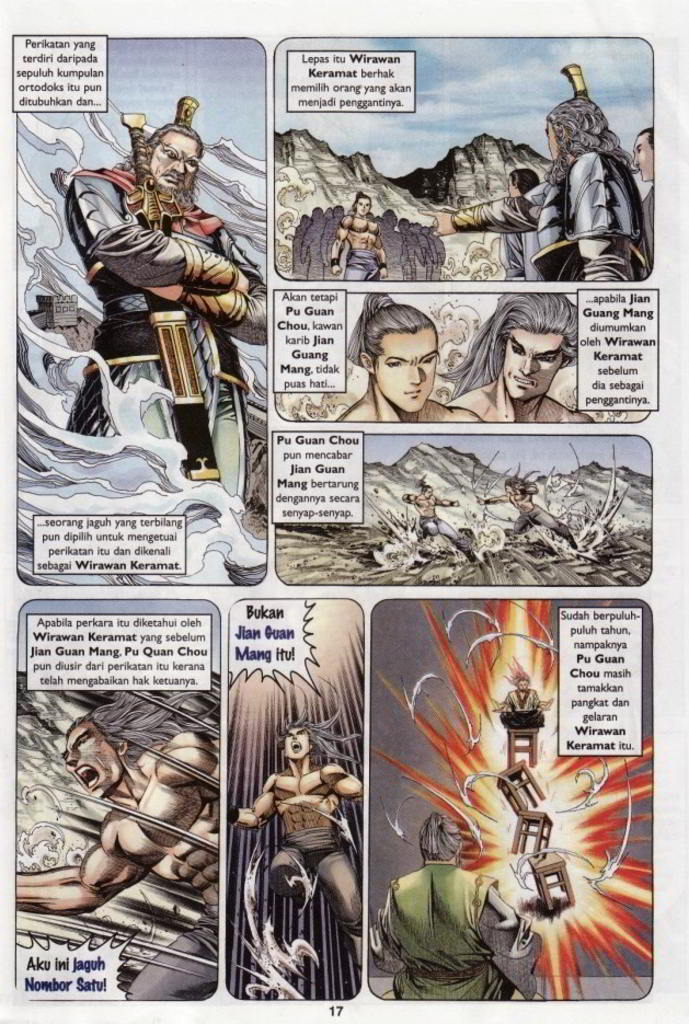 Perikatan yang
terdiri daripada
sepuluh kumpulan
ortodoks itu pun
ditubuhkan dan...
...seorang jaguh yang terbilang
pun dipilih untuk mengetuai
perikatan itu dan dikenali
sebagai Wirawan Keramat.
Lepas itu Wirawan
Keramat berhak
memilih orang yang akan
menjadi penggantinya.
Akan tetapi
Pu Guan
Chou, kawan
karib Jian
Guang
Mang, tidak
puas hati...
...apabila Jian
Guang Mang
diumumkan
oleh Wirawan
Keramat
sebelum
dia sebagai
penggantinya.
Pu Guan Chou
pun mencabar
Jian Guan
Mang bertarung
dengannya secara
senyap-senyap.
Apabila perkara itu diketahui oleh
Wirawan Keramat yang sebelum
Jian Guan Mang, Pu Quan Chou
pun diusir dari perikatan itu kerana
telah mengabaikan hak ketuanya.
Aku ini Jaguh
Nombor Satu!
Bukan
Jian Guan
Mang itu!
Sudah berpuluh-
puluh tahun,
nampaknya
Pu Guan
Chou masih
tamakkan
pangkat dan
gelaran
Wirawan
Keramat itu.
17